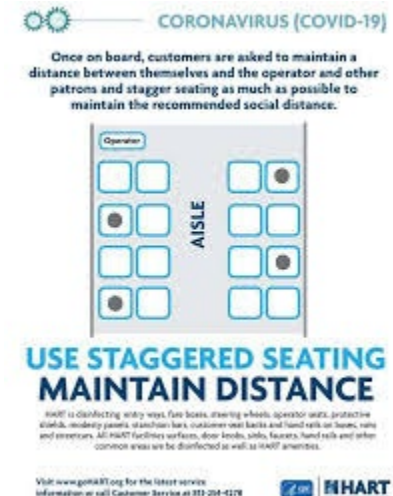 CORONAVIRUS (COVID-19)
Once on board, customers are asked to maintain a
distance between themselves and the operator and other
patrons and stagger seating as much as possible to
maintain the recommended social distance.
Operator
AISLE
USE STAGGERED SEATING
MAINTAIN DISTANCE
HART is disinfecting entry ways, fare boxes, steering wheels, operator seats, protective
shields, modesty panels, stanchion bars, customer seat backs and hand rails on buses, vans
and streetcars. All HART facilities surfaces, door knobs, sinks, faucets, hand rails and other
common areas are be disinfected as well as HART amenities.
Visit www.goHART.org for the latest service
information or call Customer Service at 813-254-4278
CDC
HART